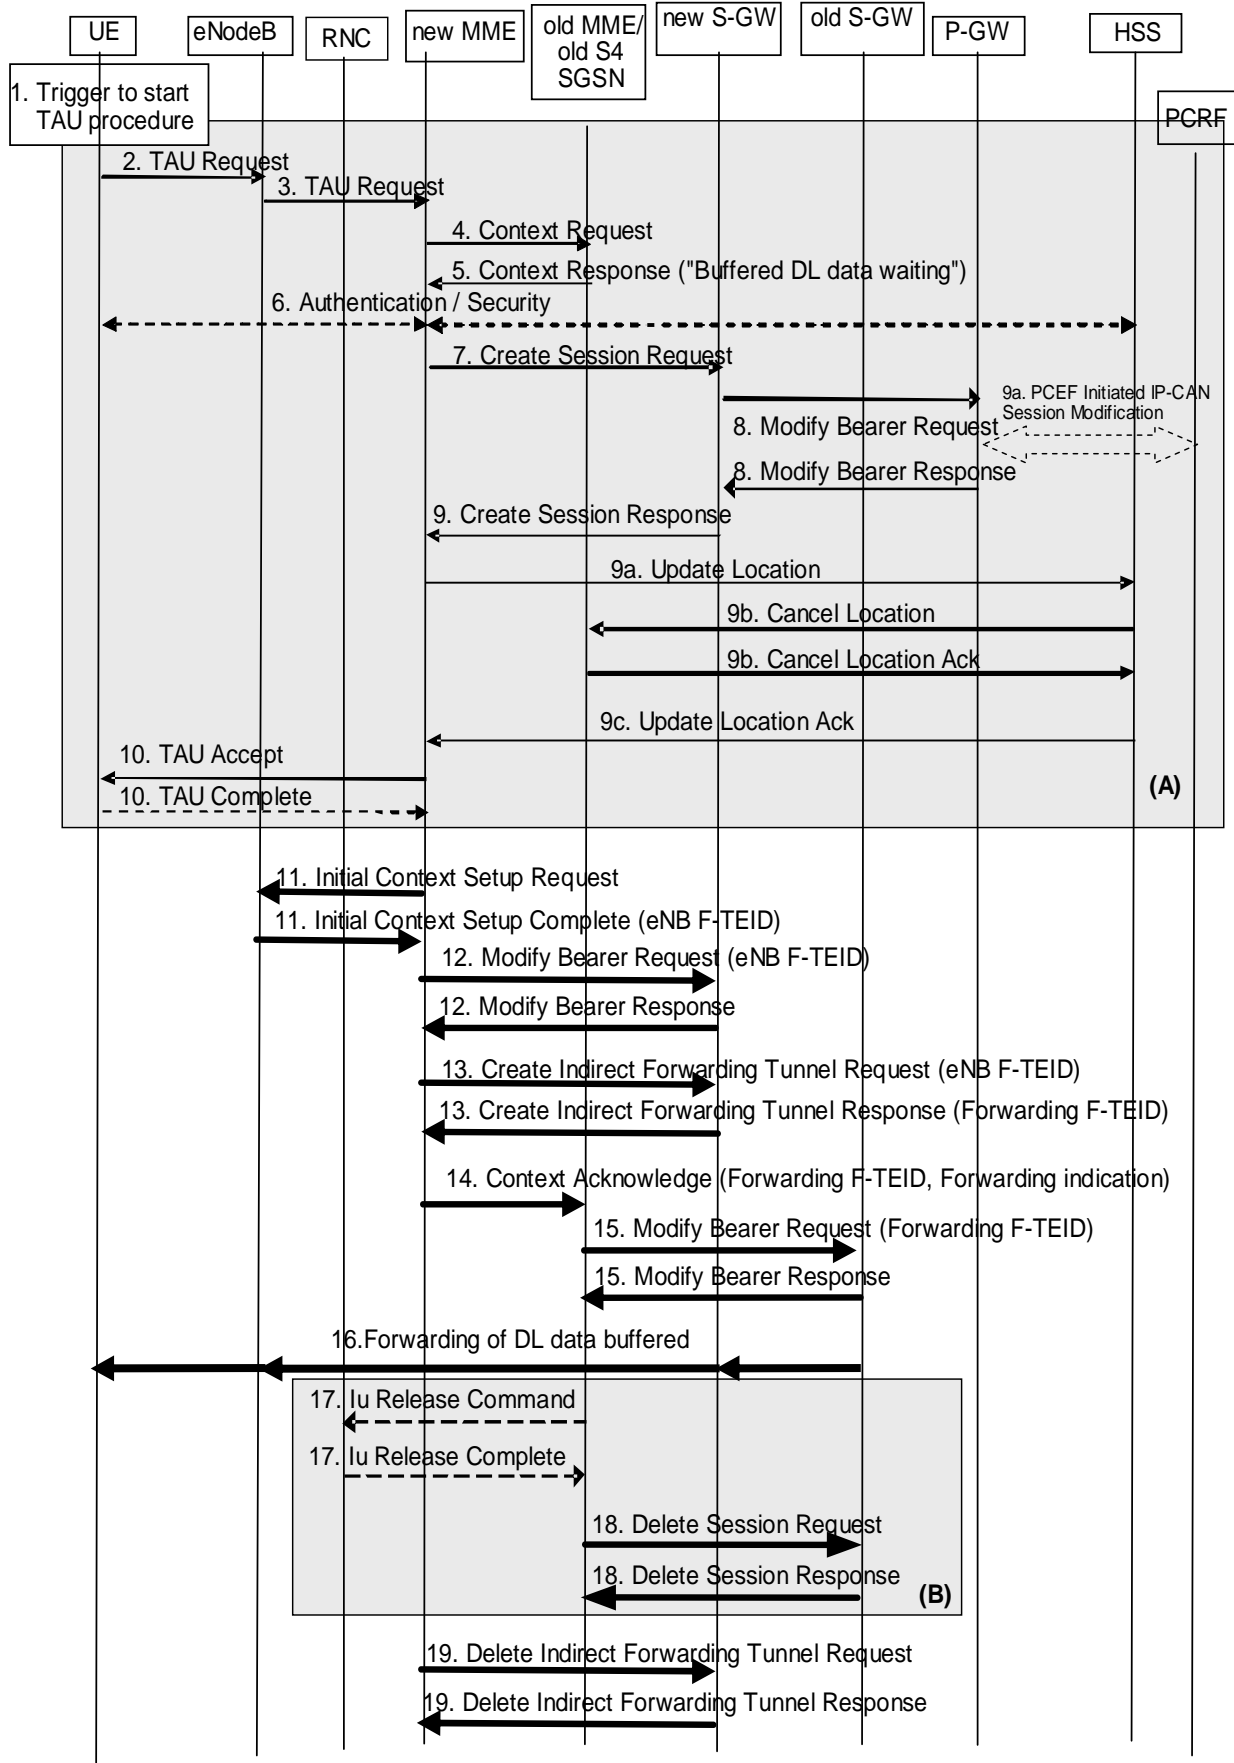 UE
eNodeB
RNC
new MME
old MME/
old S4
SGSN
new S-GW
old S-GW
P-GW
HSS
PCRF
1. Trigger to start
TAU procedure
2. TAU Request
3. TAU Request
4. Context Request
5. Context Response ("Buffered DL data waiting")
6. Authentication / Security
7. Create Session Request
9a. PCEF Initiated IP-CAN
Session Modification
8. Modify Bearer Request
8. Modify Bearer Response
9. Create Session Response
9a. Update Location
9b. Cancel Location
9b. Cancel Location Ack
9c. Update Location Ack
10. TAU Accept
10. TAU Complete
(A)
11. Initial Context Setup Request
11. Initial Context Setup Complete (eNB F-TEID)
12. Modify Bearer Request (eNB F-TEID)
12. Modify Bearer Response
13. Create Indirect Forwarding Tunnel Request (eNB F-TEID)
13. Create Indirect Forwarding Tunnel Response (Forwarding F-TEID)
14. Context Acknowledge (Forwarding F-TEID, Forwarding indication)
15. Modify Bearer Request (Forwarding F-TEID)
15. Modify Bearer Response
16.Forwarding of DL data buffered
17. Iu Release Command
17. Iu Release Complete
18. Delete Session Request
18. Delete Session Response
(B)
19. Delete Indirect Forwarding Tunnel Request
19. Delete Indirect Forwarding Tunnel Response